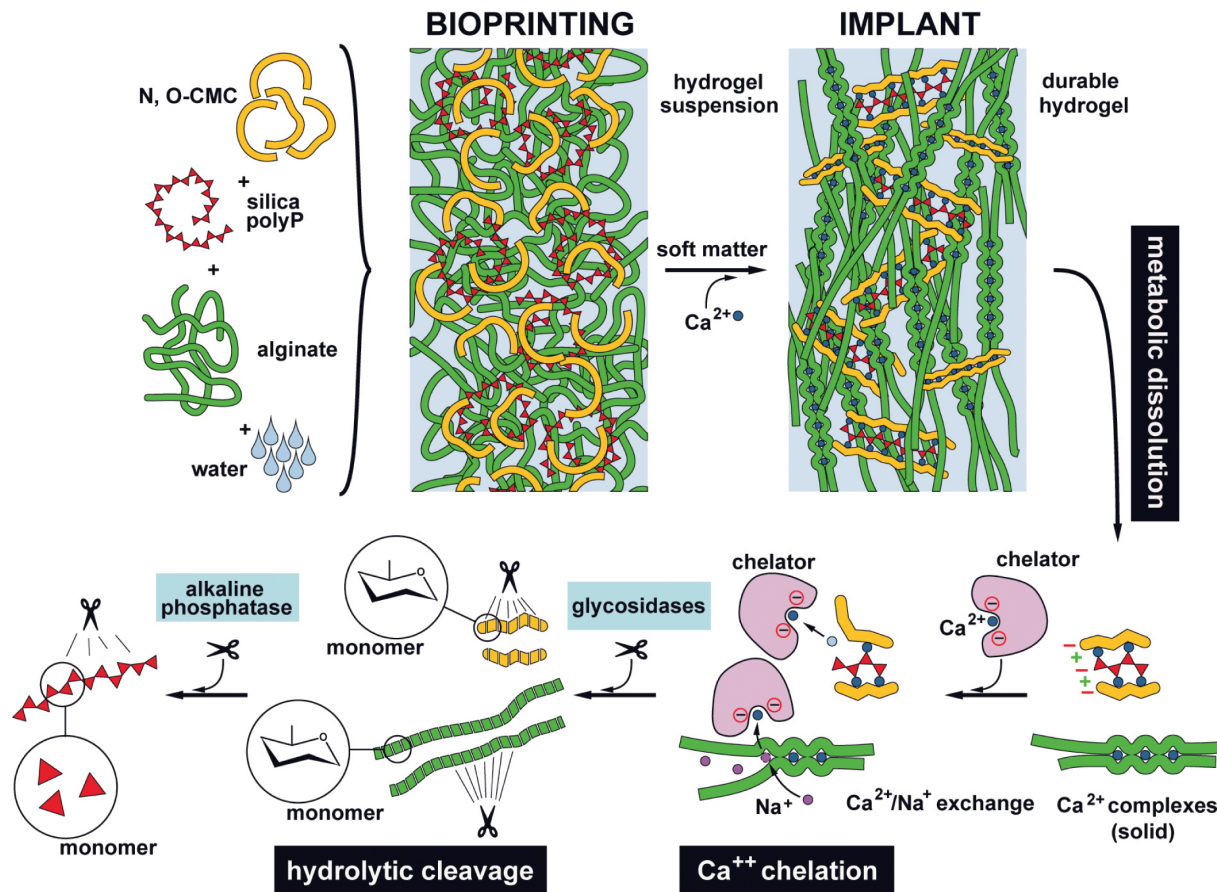 BIOPRINTING
IMPLANT
N, O-CMC
+
silica
polyP
+
alginate
+
water
hydrogel
suspension
durable
hydrogel
soft matter
Ca²⁺
metabolic dissolution
chelator
Ca²⁺
− + − + −
Ca²⁺ complexes
(solid)
chelator
− − − −
− −
Na⁺
Ca²⁺/Na⁺ exchange
Ca⁺⁺ chelation
glycosidases
O
monomer
O
monomer
hydrolytic cleavage
alkaline
phosphatase
monomer